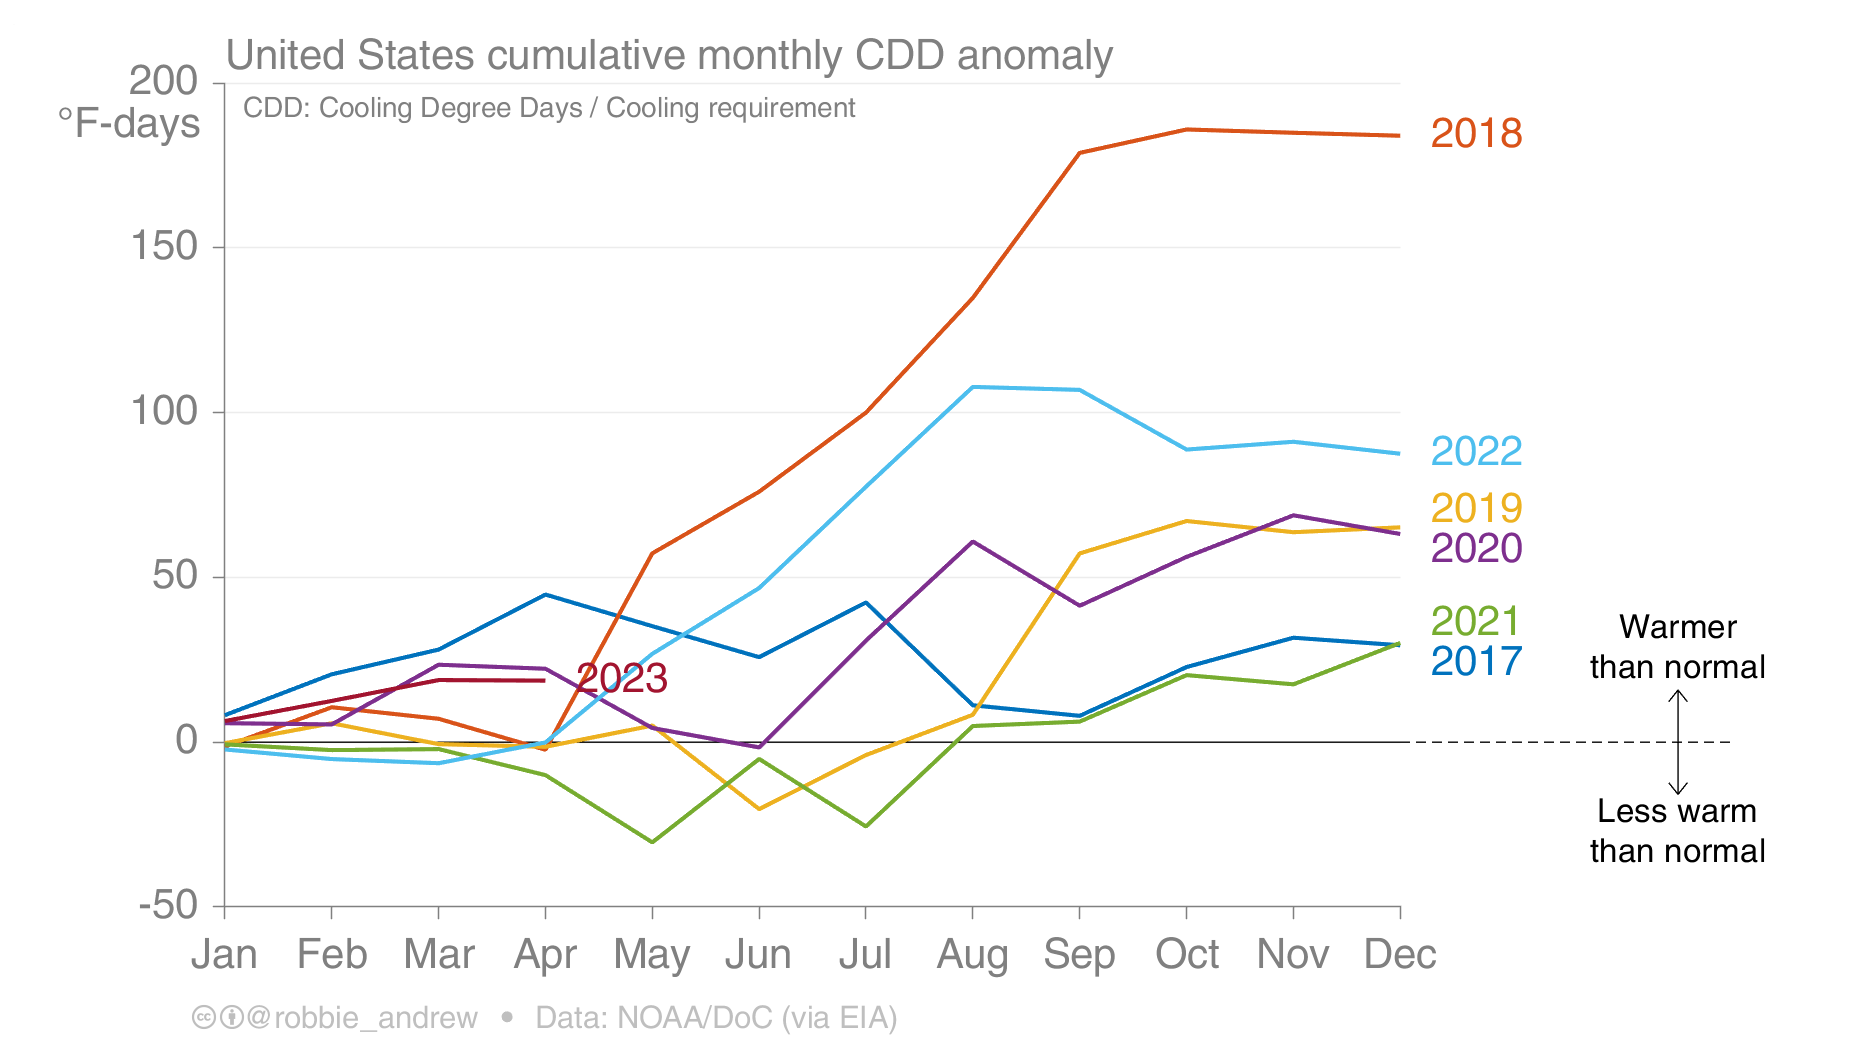 United States cumulative monthly CDD anomaly
CDD: Cooling Degree Days / Cooling requirement
200
°F-days
150
100
50
0
-50
2018
2022
2019
2020
2021
2017
2023
Warmer
than normal
Less warm
than normal
Jan Feb Mar Apr May Jun Jul Aug Sep Oct Nov Dec
cc @robbie_andrew • Data: NOAA/DoC (via EIA)